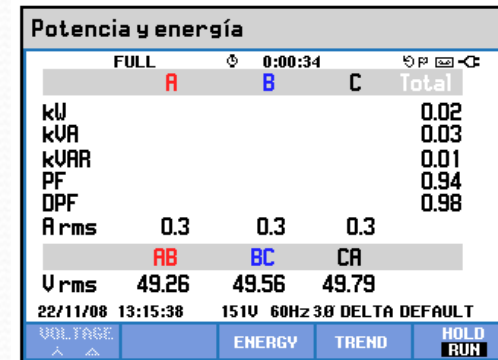 Potencia y energía
FULL 0:00:34
A B C Total
kW 0.02
kVA 0.03
kVAR 0.01
PF 0.94
DPF 0.98
A rms 0.3 0.3 0.3
AB BC CA
V rms 49.26 49.56 49.79
22/11/08 13:15:38 151V 60Hz 3Ø DELTA DEFAULT
VOLTAGE ENERGY TREND HOLD
RUN